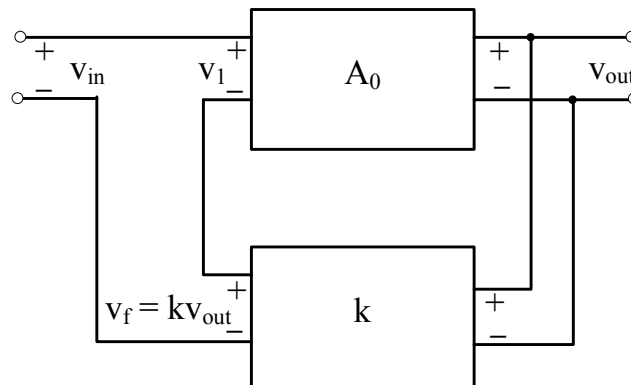 + + +
v_in v_1 A_0 v_out
− − −
+ +
v_f = kv_out k
− −